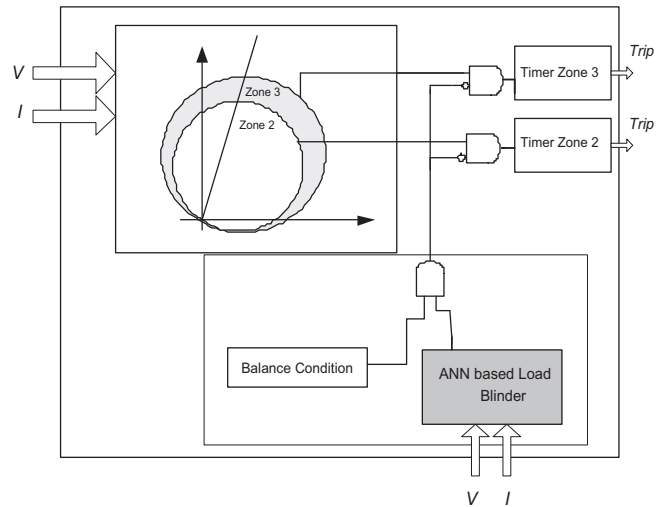 V
I
Zone 3
Zone 2
Timer Zone 3
Trip
Timer Zone 2
Trip
Balance Condition
ANN based Load
Blinder
V
I